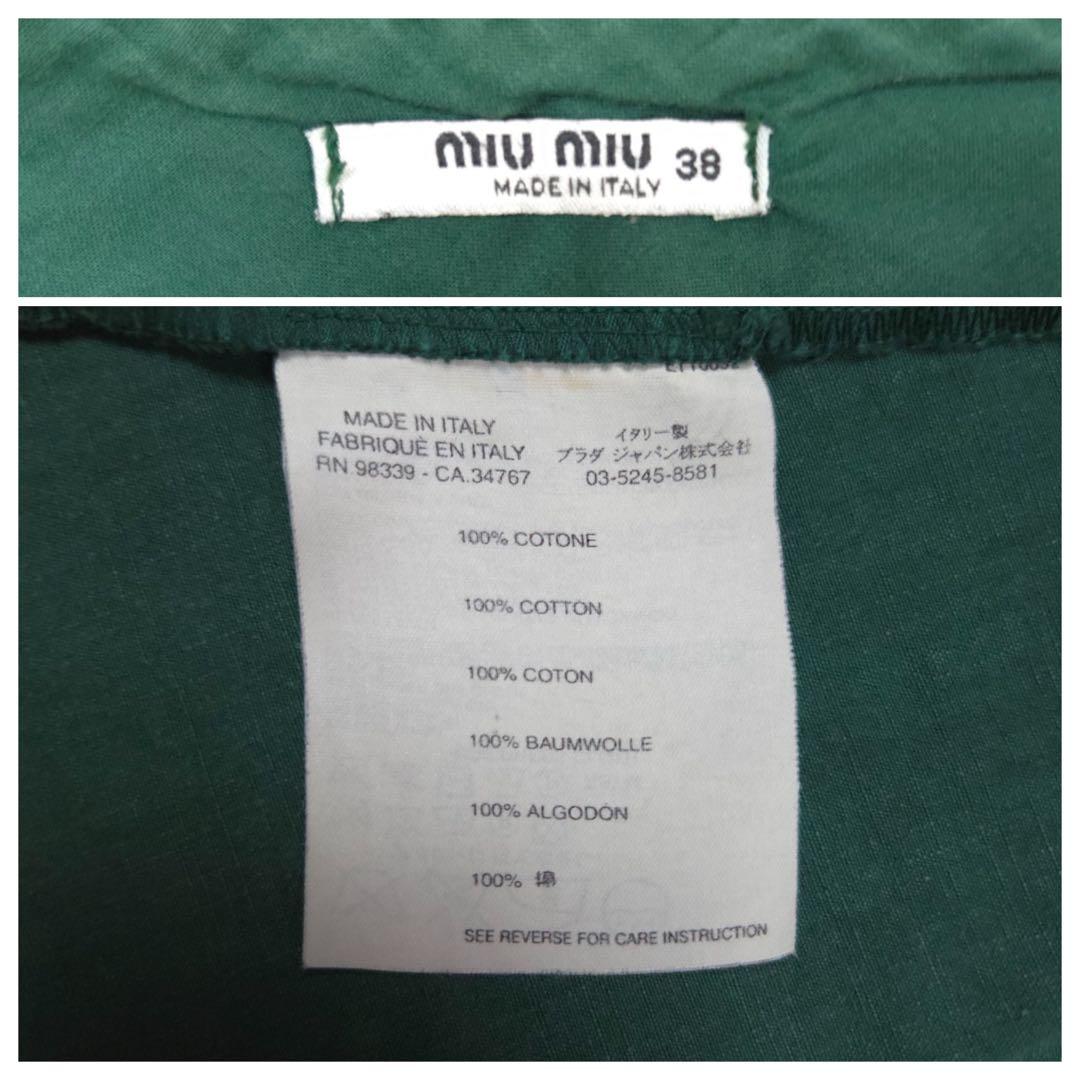 miu miu 38
MADE IN ITALY
MADE IN ITALY
FABRIQUÈ EN ITALY
RN 98339 - CA.34767
イタリー製
プラダ ジャパン株式会社
03-5245-8581
100% COTONE
100% COTTON
100% COTON
100% BAUMWOLLE
100% ALGODÓN
100% 綿
SEE REVERSE FOR CARE INSTRUCTION